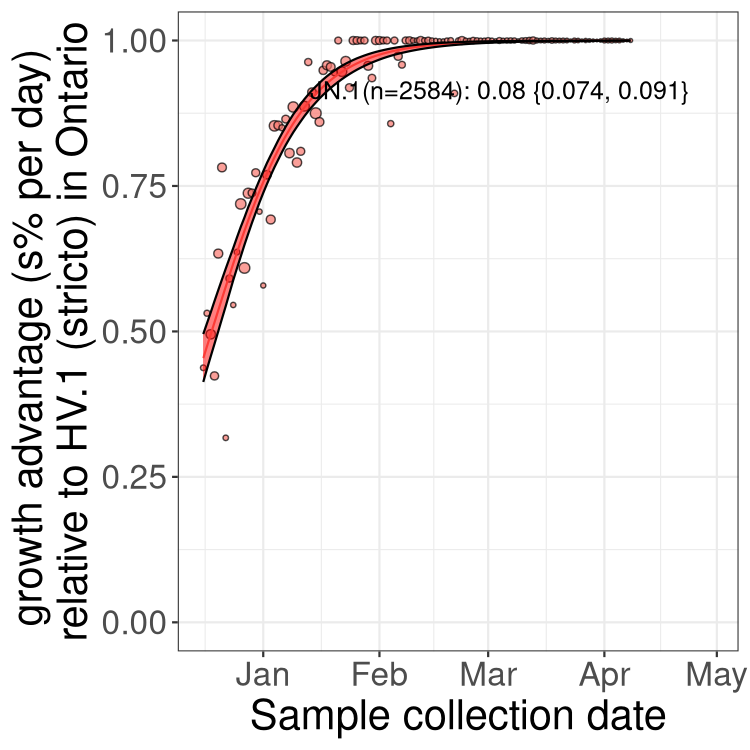 growth advantage (s% per day)
relative to HV.1 (stricto) in Ontario
1.00
0.75
0.50
0.25
0.00
JN.1(n=2584): 0.08 {0.074, 0.091}
Jan Feb Mar Apr May
Sample collection date